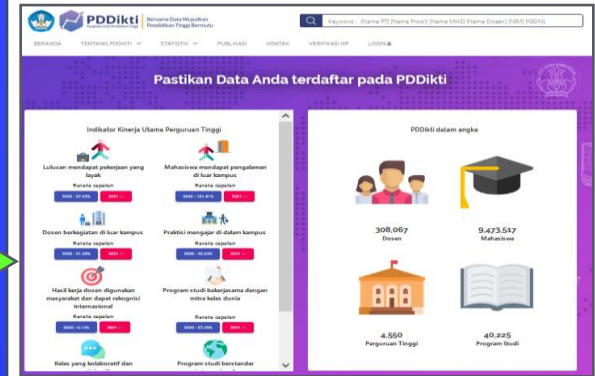 PDDikti
Bersama Data Wujudkan
Pendidikan Tinggi Bermutu
Keyword : [Nama PT] [Nama Prodi] [Nama MHS] [Nama Dosen] [NIM] [NIDN]
BERANDA TENTANG PDDIKTI STATISTIK PUBLIKASI KONTAK VERIFIKASI HP LOGIN
Pastikan Data Anda terdaftar pada PDDikti
Indikator Kinerja Utama Perguruan Tinggi
Lulusan mendapat pekerjaan yang
layak
Rerata capaian
Mahasiswa mendapat pengalaman
di luar kampus
Rerata capaian
Dosen berkegiatan di luar kampus
Rerata capaian
Praktisi mengajar di dalam kampus
Rerata capaian
Hasil kerja dosen digunakan
masyarakat dan dapat rekognisi
internasional
Rerata capaian
Program studi bekerjasama dengan
mitra kelas dunia
Rerata capaian
Kelas yang kolaboratif dan
Program studi berstandar
PDDikti dalam angka
308,067
Dosen
9.473.517
Mahasiswa
4.550
Perguruan Tinggi
40,225
Program Studi